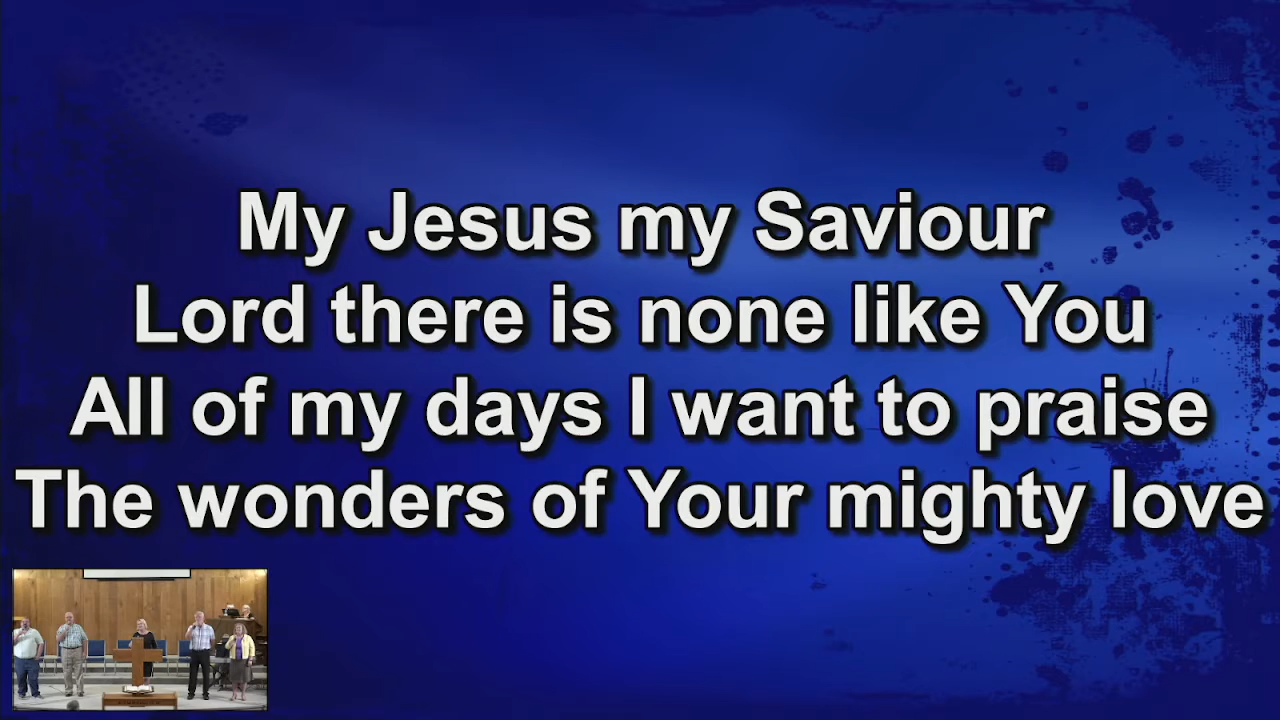 My Jesus my Saviour
Lord there is none like You
All of my days I want to praise
The wonders of Your mighty love